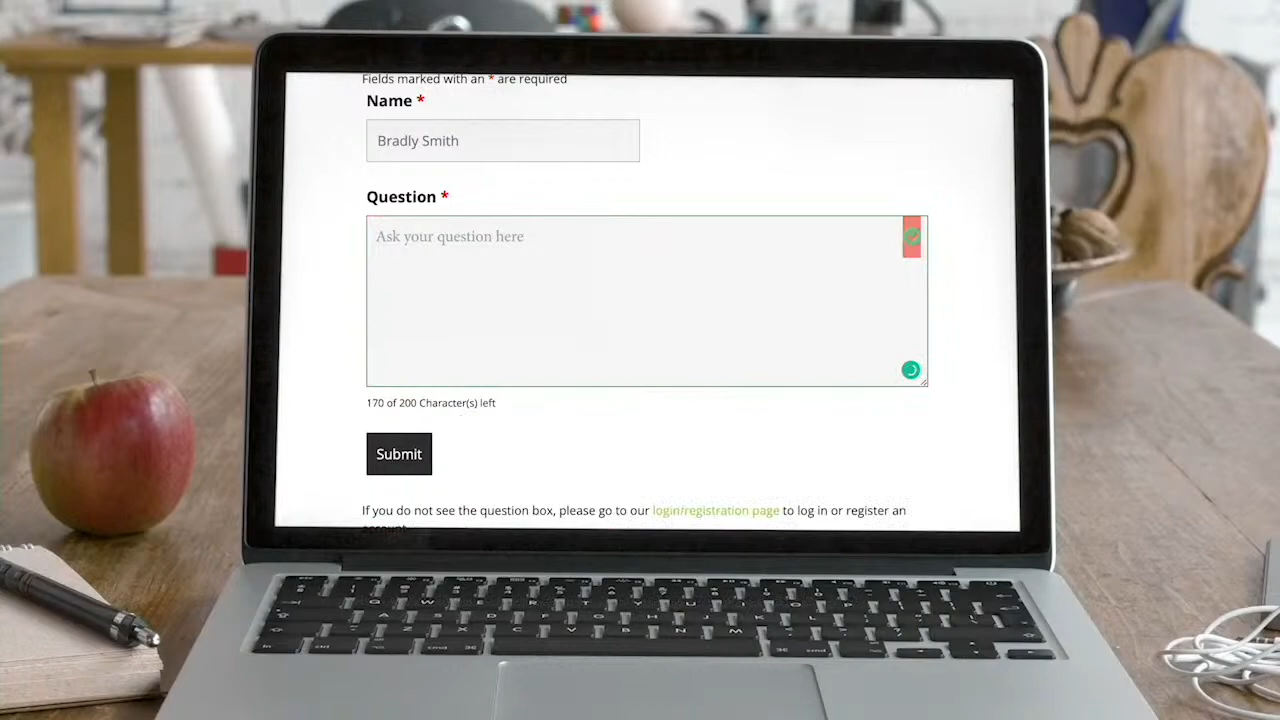 Fields marked with an * are required
Name *
Bradly Smith
Question *
Ask your question here
170 of 200 Character(s) left
Submit
If you do not see the question box, please go to our login/registration page to log in or register an